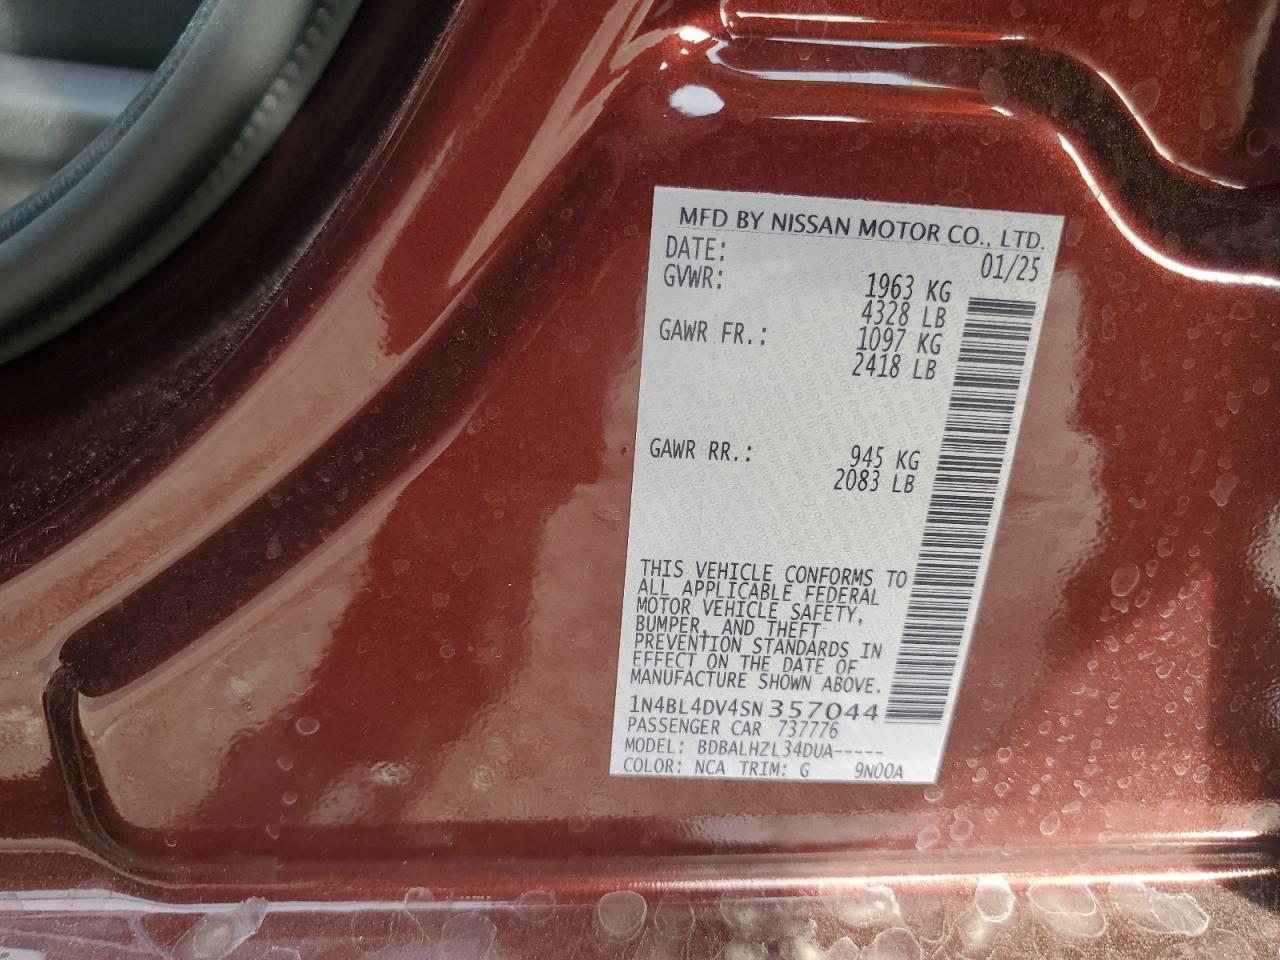 MFD BY NISSAN MOTOR CO., LTD.
DATE: 01/25
GVWR: 1963 KG
4328 LB
GAWR FR.: 1097 KG
2418 LB
GAWR RR.: 945 KG
2083 LB
THIS VEHICLE CONFORMS TO
ALL APPLICABLE FEDERAL
MOTOR VEHICLE SAFETY,
BUMPER, AND THEFT
PREVENTION STANDARDS IN
EFFECT ON THE DATE OF
MANUFACTURE SHOWN ABOVE.
1N4BL4DV4SN357044
PASSENGER CAR 737776
MODEL: BDBALHZL34DUA-----
COLOR: NCA TRIM: G 9N00A